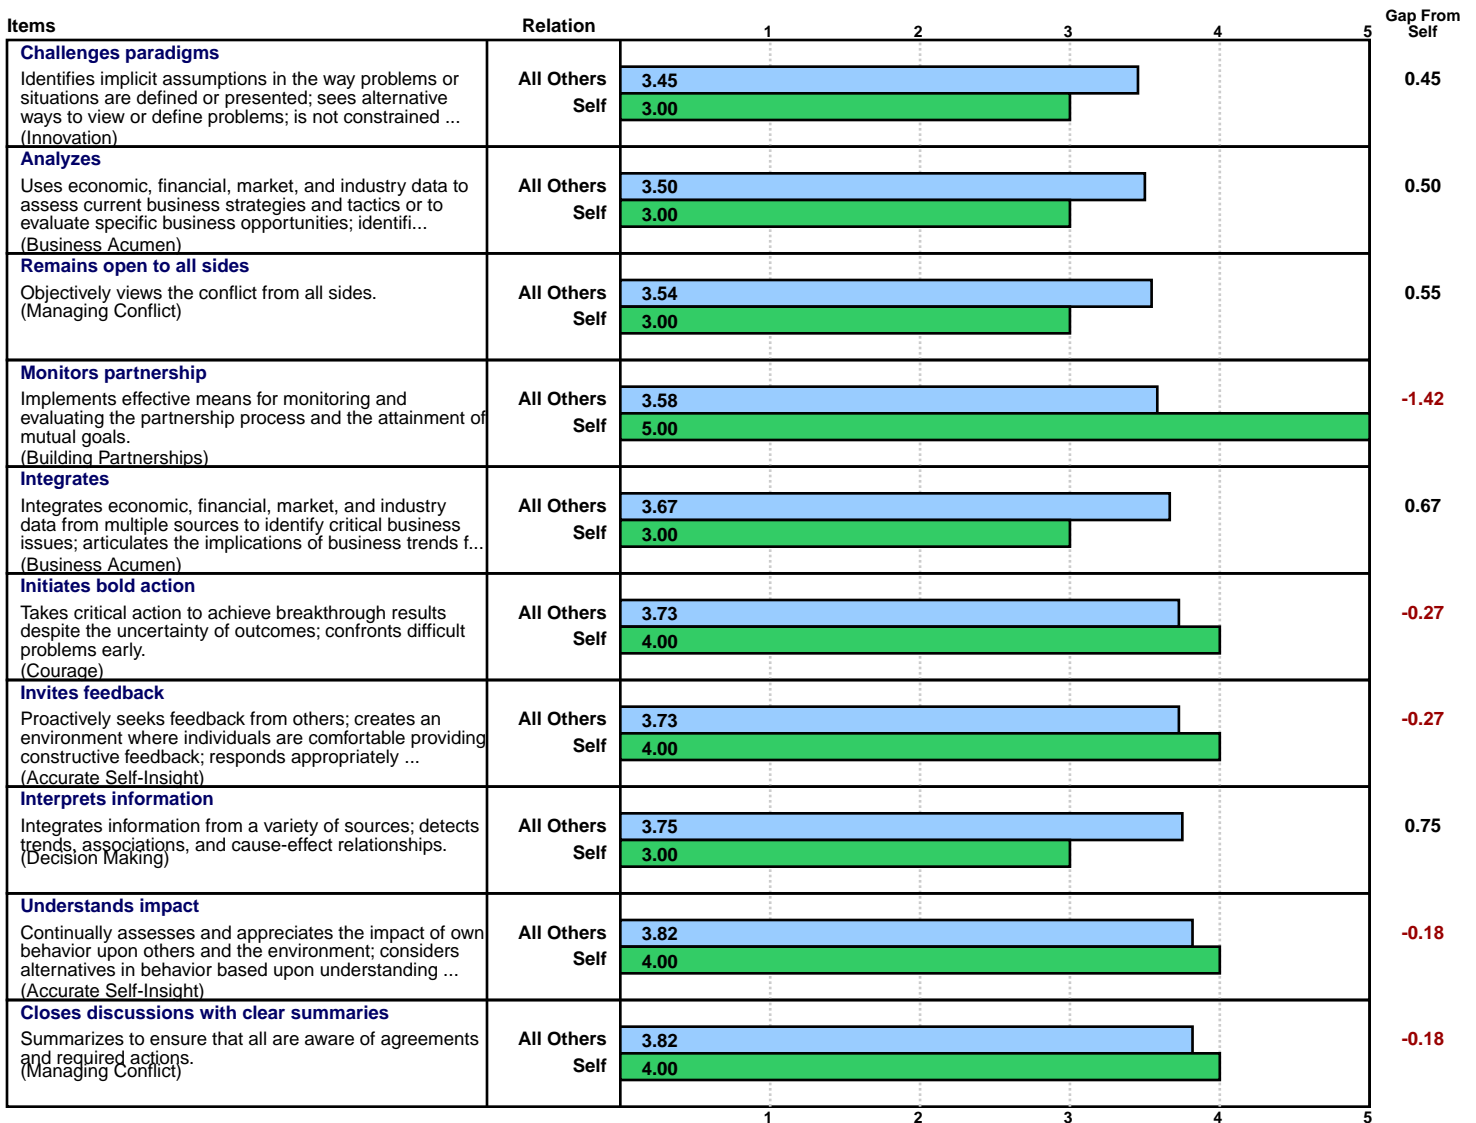 Items Relation 1 2 3 4 5 Gap From
Self
Challenges paradigms
Identifies implicit assumptions in the way problems or
situations are defined or presented; sees alternative
ways to view or define problems; is not constrained ...
(Innovation)
All Others 3.45 0.45
Self 3.00
Analyzes
Uses economic, financial, market, and industry data to
assess current business strategies and tactics or to
evaluate specific business opportunities; identifi...
(Business Acumen)
All Others 3.50 0.50
Self 3.00
Remains open to all sides
Objectively views the conflict from all sides.
(Managing Conflict)
All Others 3.54 0.55
Self 3.00
Monitors partnership
Implements effective means for monitoring and
evaluating the partnership process and the attainment of
mutual goals.
(Building Partnerships)
All Others 3.58 -1.42
Self 5.00
Integrates
Integrates economic, financial, market, and industry
data from multiple sources to identify critical business
issues; articulates the implications of business trends f...
(Business Acumen)
All Others 3.67 0.67
Self 3.00
Initiates bold action
Takes critical action to achieve breakthrough results
despite the uncertainty of outcomes; confronts difficult
problems early.
(Courage)
All Others 3.73 -0.27
Self 4.00
Invites feedback
Proactively seeks feedback from others; creates an
environment where individuals are comfortable providing
constructive feedback; responds appropriately ...
(Accurate Self-Insight)
All Others 3.73 -0.27
Self 4.00
Interprets information
Integrates information from a variety of sources; detects
trends, associations, and cause-effect relationships.
(Decision Making)
All Others 3.75 0.75
Self 3.00
Understands impact
Continually assesses and appreciates the impact of own
behavior upon others and the environment; considers
alternatives in behavior based upon understanding ...
(Accurate Self-Insight)
All Others 3.82 -0.18
Self 4.00
Closes discussions with clear summaries
Summarizes to ensure that all are aware of agreements
and required actions.
(Managing Conflict)
All Others 3.82 -0.18
Self 4.00
1 2 3 4 5